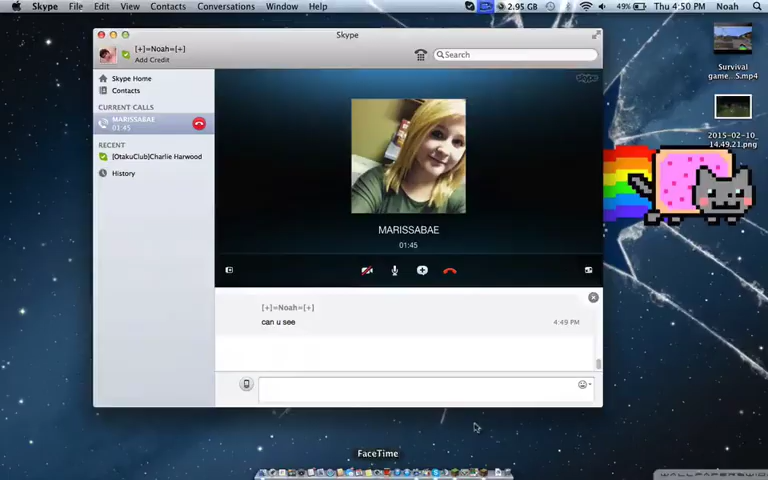 Skype File Edit View Contacts Conversations Window Help 2.95 GB 49% Thu 4:50 PM Noah
Skype
[+]=Noah=[+]
Add Credit
Search
Skype Home
Contacts
CURRENT CALLS
MARISSABAE
01:45
RECENT
[OtakuClub]Charlie Harwood
History
skype
MARISSABAE
01:45
[+]=Noah=[+]
can u see
4:49 PM
Survival
game...S.mp4
2015-02-10_
14.49.21.png
FaceTime